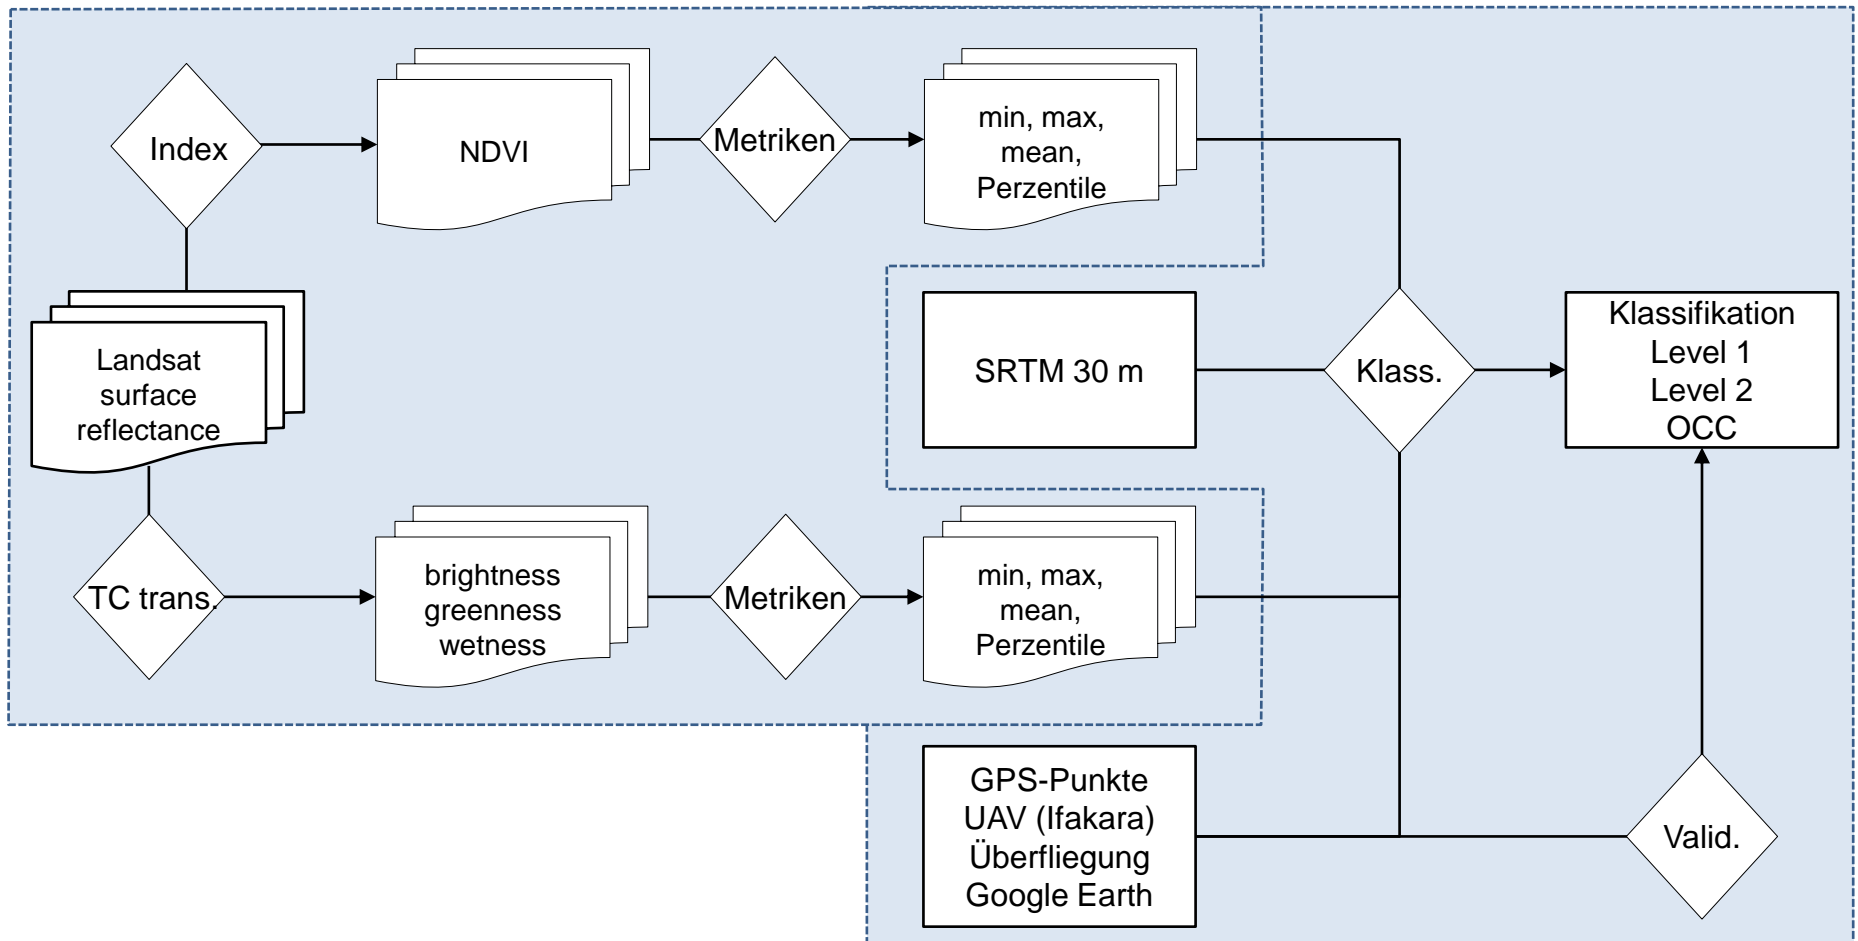 Index
NDVI
Metriken
min, max,
mean,
Perzentile
Landsat
surface
reflectance
SRTM 30 m
Klass.
Klassifikation
Level 1
Level 2
OCC
TC trans.
brightness
greenness
wetness
Metriken
min, max,
mean,
Perzentile
GPS-Punkte
UAV (Ifakara)
Überfliegung
Google Earth
Valid.